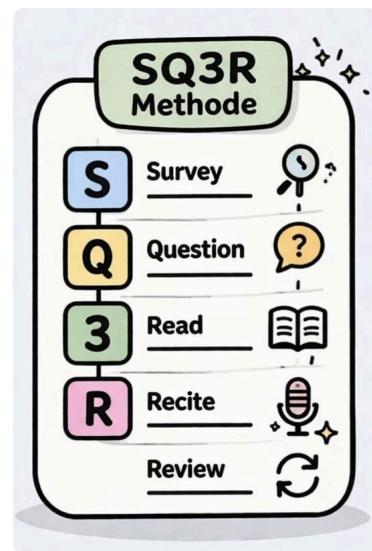 SQ3R
Methode
S Survey
Q Question
?
3 Read
R Recite
Review